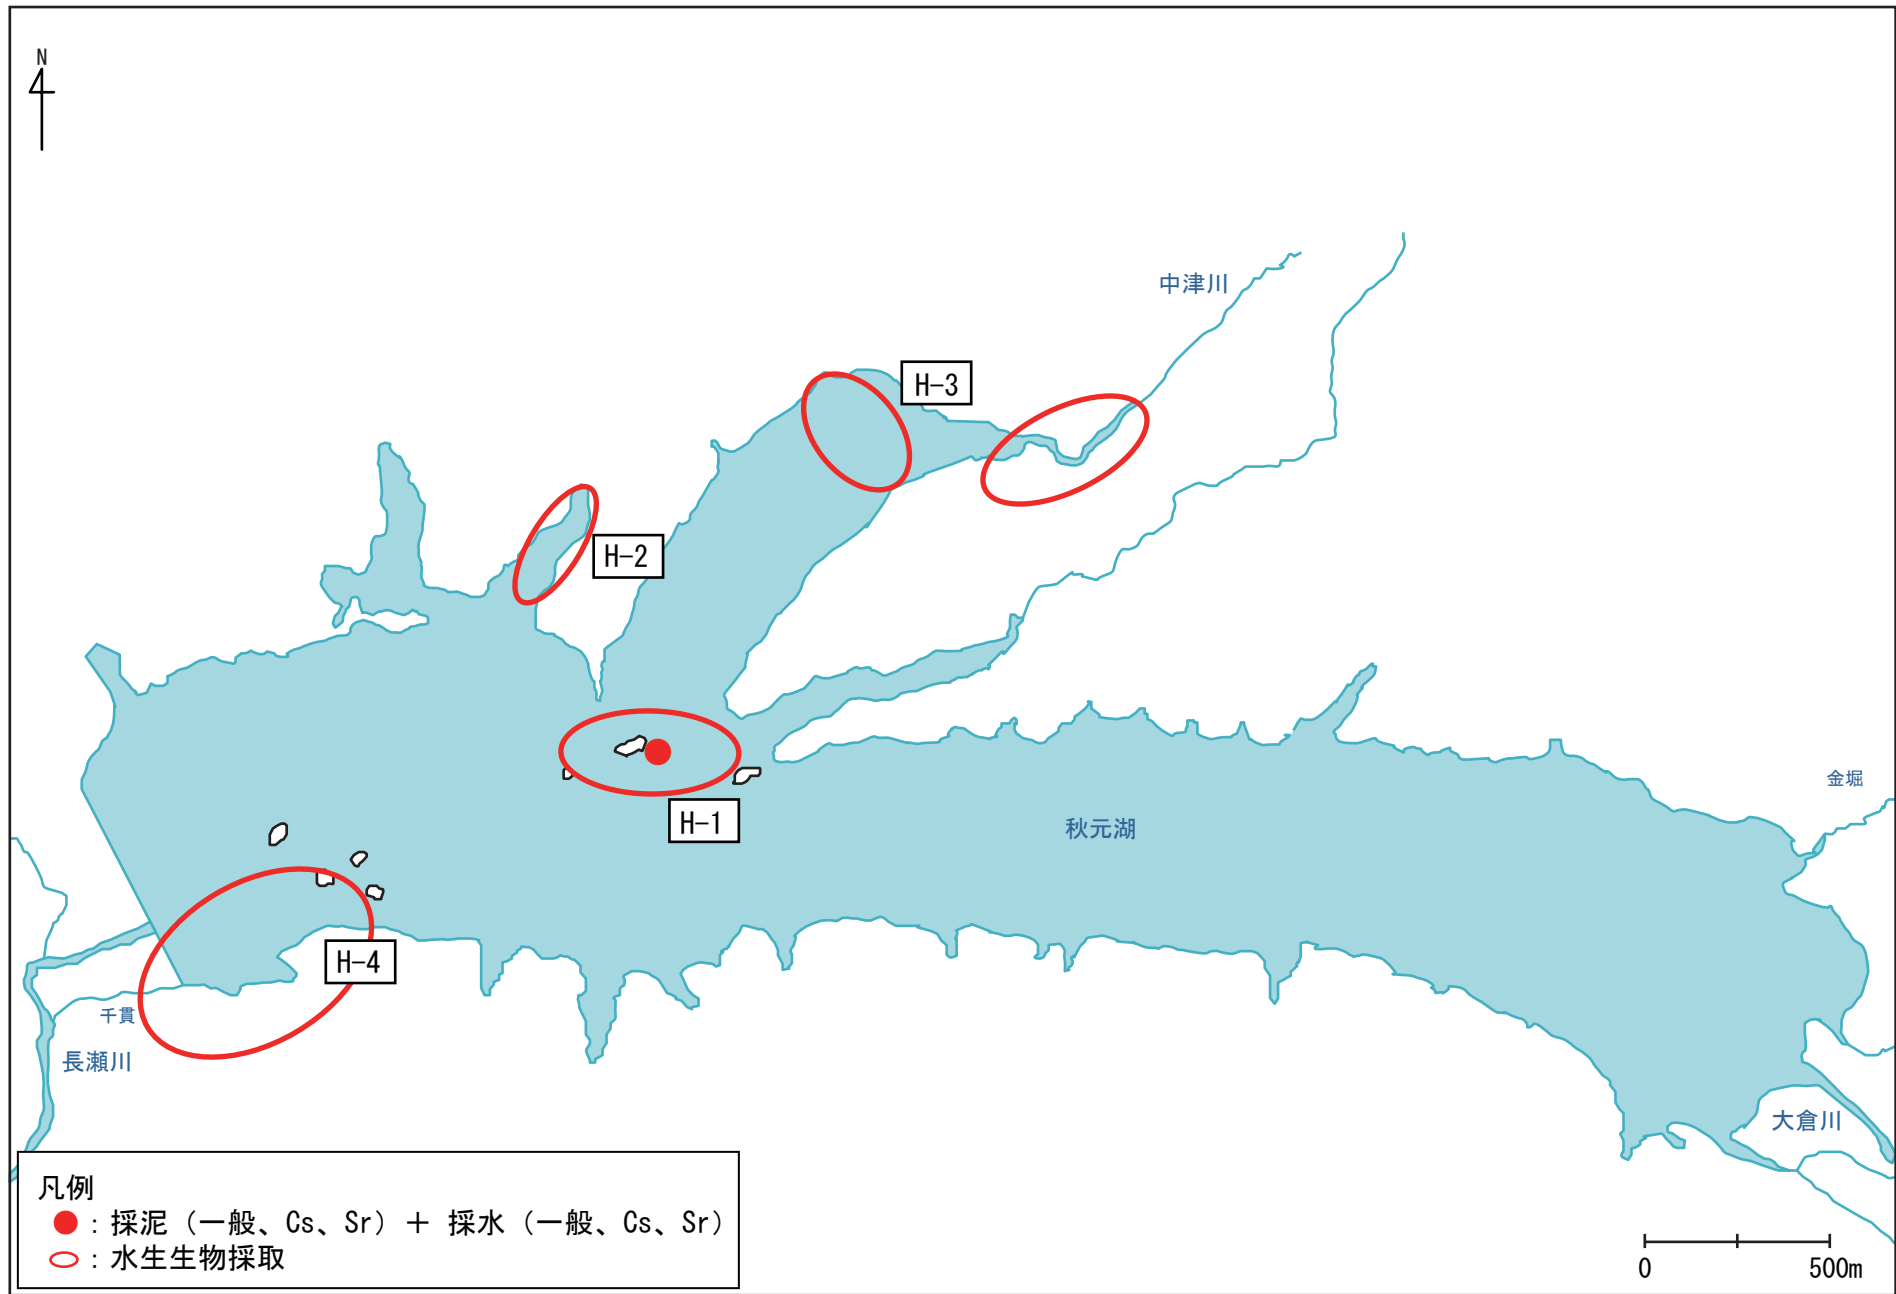 N
中津川
H-3
H-2
金堀
H-1
秋元湖
H-4
千貫
長瀬川
大倉川
凡例
：採泥（一般、Cs、Sr）＋ 採水（一般、Cs、Sr）
：水生生物採取
0 500m